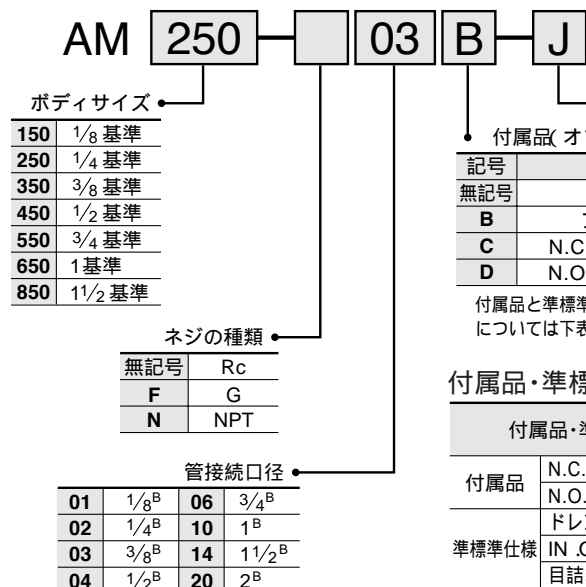 AM 250 03 B J
ボディサイズ
150 1/8 基準
250 1/4 基準
350 3/8 基準
450 1/2 基準
550 3/4 基準
650 1基準
850 11/2 基準
ネジの種類
無記号 Rc
F G
N NPT
管接続口径
01 1/8B 06 3/4B
02 1/4B 10 1B
03 3/8B 14 11/2B
04 1/2B 20 2B
付属品(オ
記号
無記号
B
C N.C
D N.O
付属品と準標準
については下表
付属品・準標
付属品・準
付属品 N.C.
N.O.
準標準仕様 ドレン
IN.O
目詰